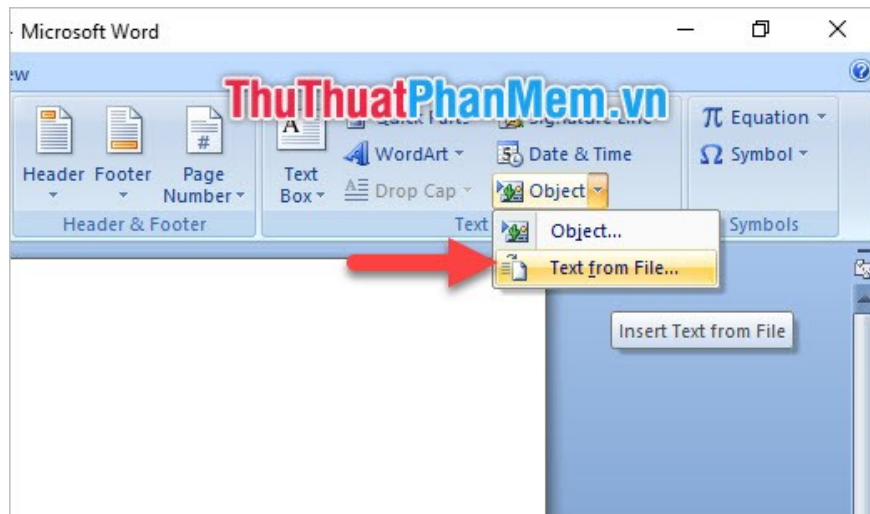 - Microsoft Word
ew
ThuThuatPhanMem.vn
Equation
Header Footer Page Number
Text Box
WordArt
Date & Time
Symbol
Drop Cap
Object
Header & Footer
Text
Symbols
Object...
Text from File...
Insert Text from File